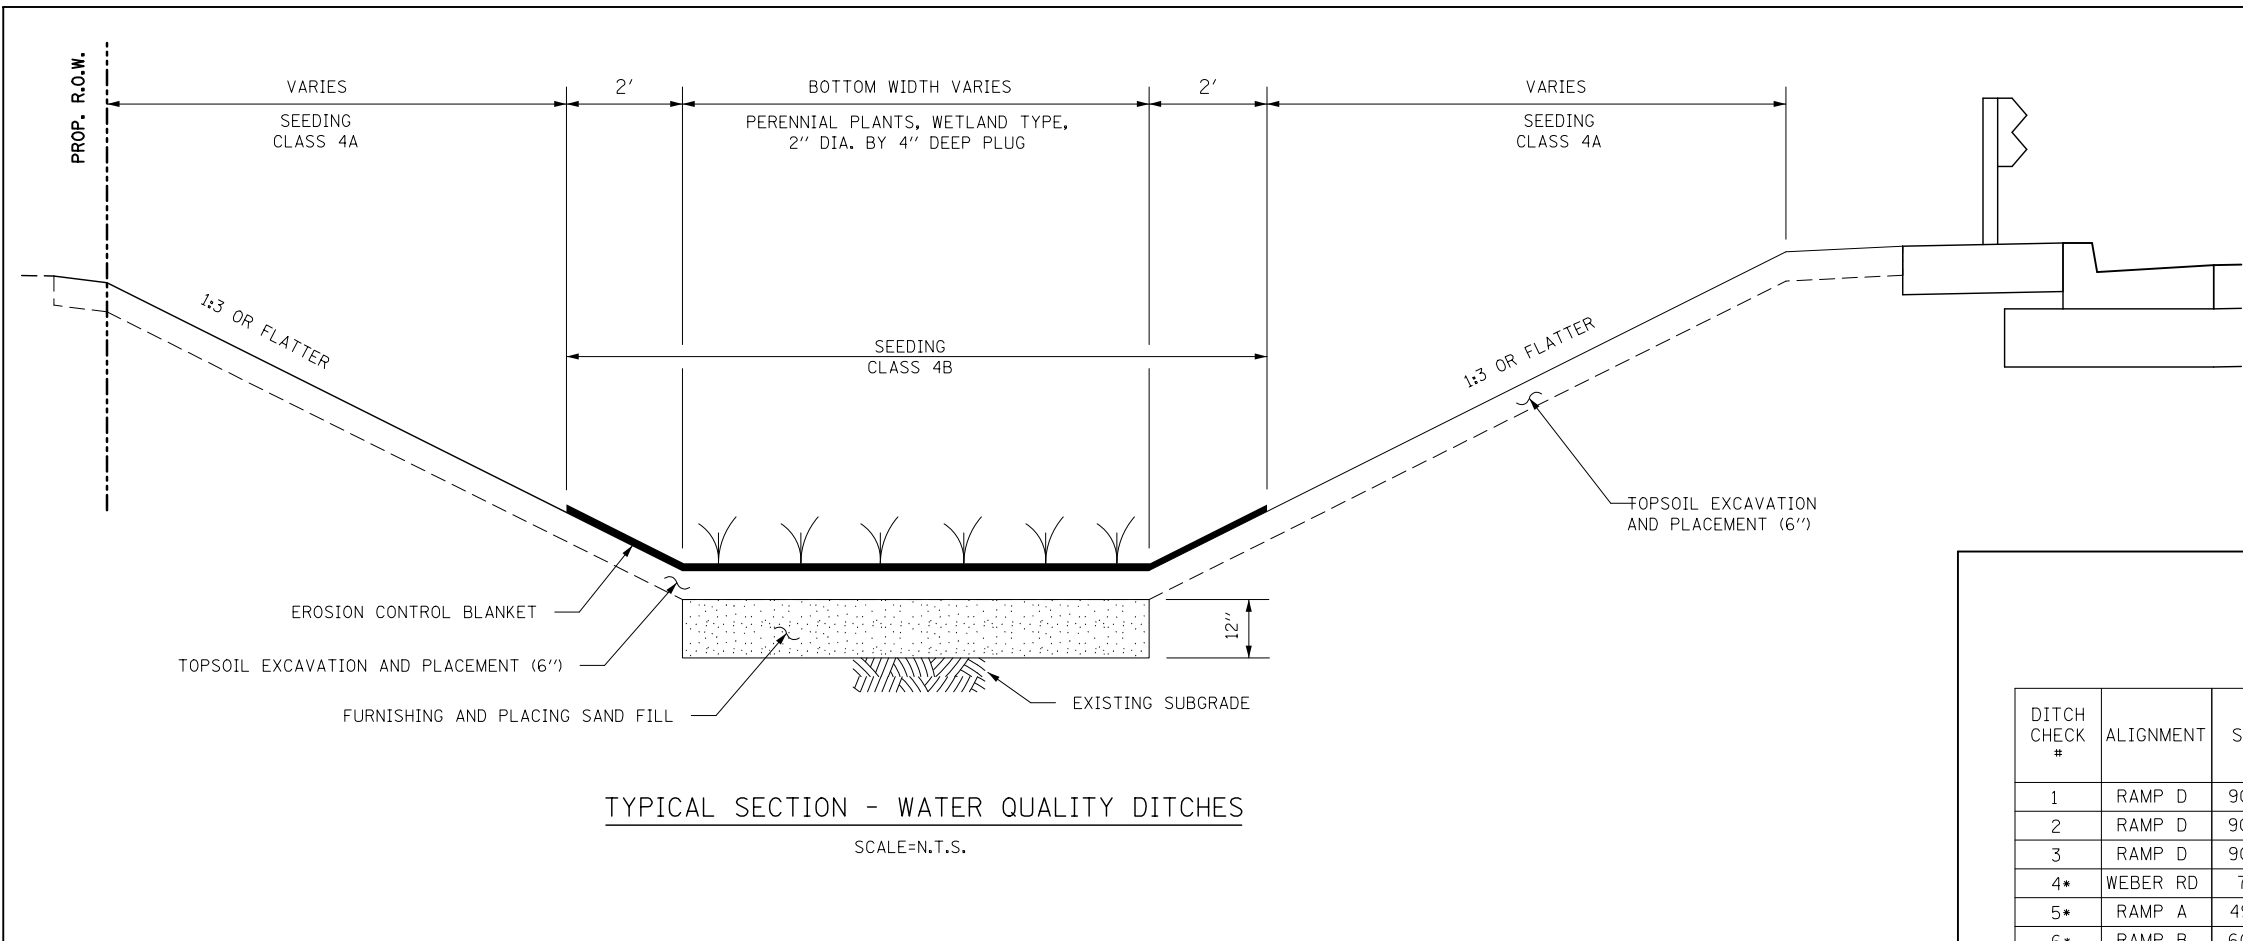 PROP. R.O.W.
VARIES
2'
BOTTOM WIDTH VARIES
2'
VARIES
SEEDING
CLASS 4A
PERENNIAL PLANTS, WETLAND TYPE,
2" DIA. BY 4" DEEP PLUG
SEEDING
CLASS 4A
1:3 OR FLATTER
SEEDING
CLASS 4B
1:3 OR FLATTER
TOPSOIL EXCAVATION
AND PLACEMENT (6")
EROSION CONTROL BLANKET
12"
TOPSOIL EXCAVATION AND PLACEMENT (6")
FURNISHING AND PLACING SAND FILL
EXISTING SUBGRADE
TYPICAL SECTION - WATER QUALITY DITCHES
SCALE=N.T.S.
DITCH
CHECK
#
ALIGNMENT
1 RAMP D
2 RAMP D
3 RAMP D
4* WEBER RD
5* RAMP A
6* RAMP B